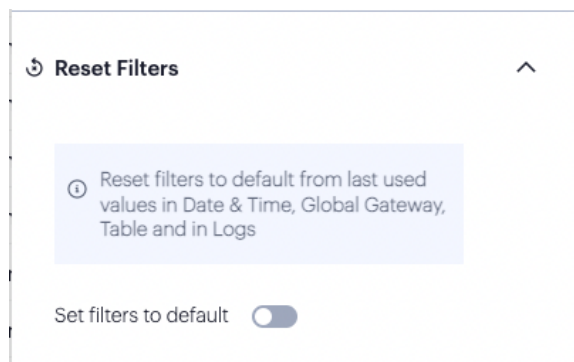 Reset Filters
Reset filters to default from last used
values in Date & Time, Global Gateway,
Table and in Logs
Set filters to default